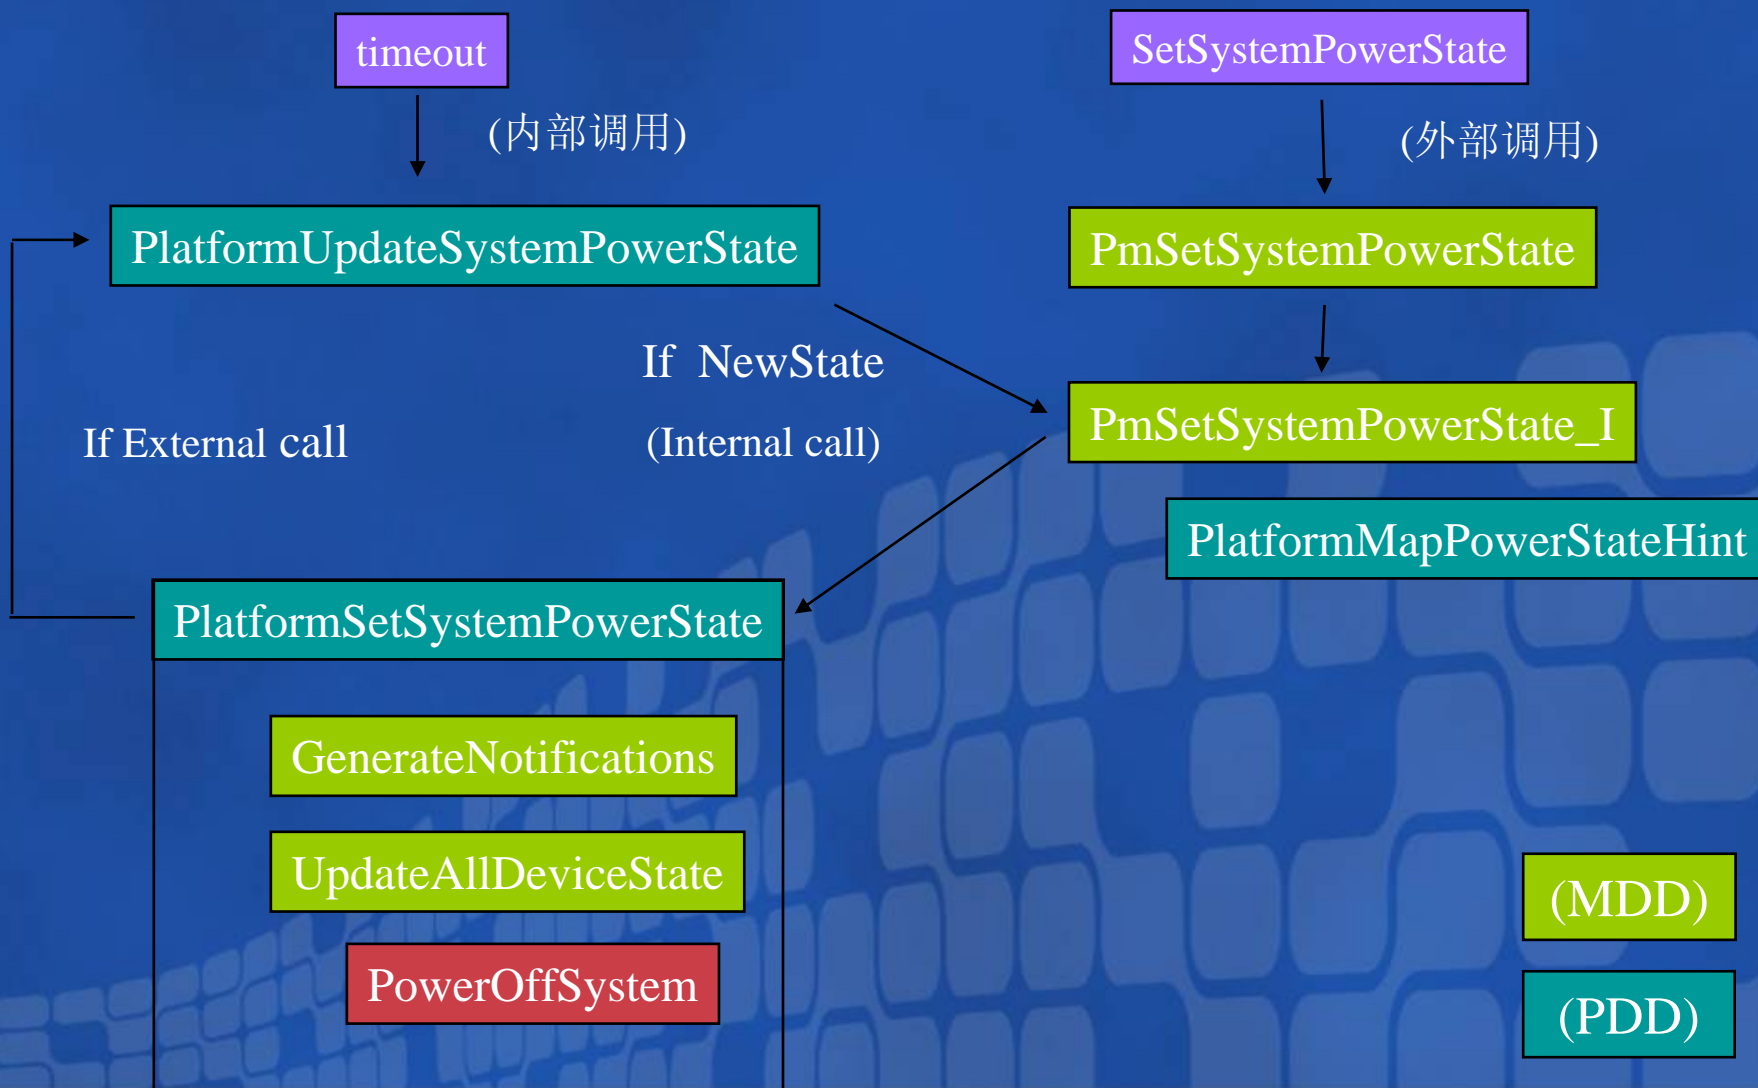 timeout
SetSystemPowerState
(内部调用)
(外部调用)
PlatformUpdateSystemPowerState
PmSetSystemPowerState
If NewState
(Internal call)
If External call
PmSetSystemPowerState_I
PlatformMapPowerStateHint
PlatformSetSystemPowerState
GenerateNotifications
UpdateAllDeviceState
PowerOffSystem
(MDD)
(PDD)